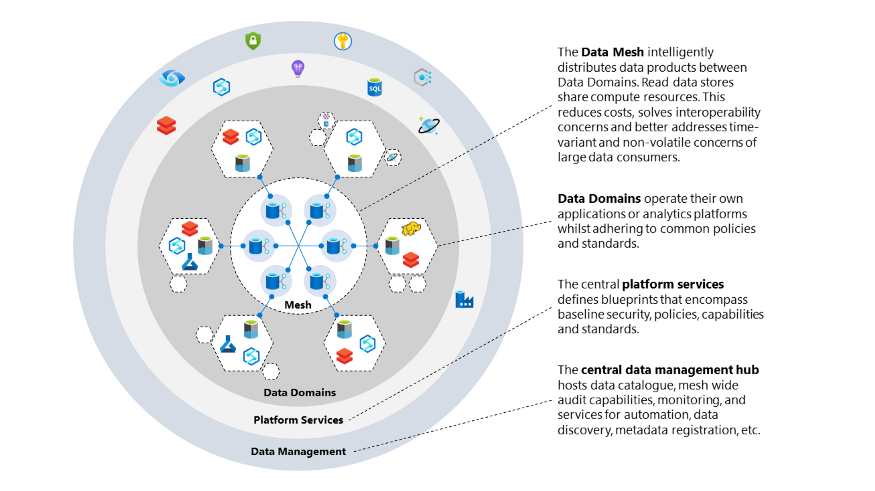 The Data Mesh intelligently
distributes data products between
Data Domains. Read data stores
share compute resources. This
reduces costs, solves interoperability
concerns and better addresses time-
variant and non-volatile concerns of
large data consumers.
SQL
Data Domains operate their own
applications or analytics platforms
whilst adhering to common policies
and standards.
The central platform services
defines blueprints that encompass
baseline security, policies, capabilities
and standards.
Mesh
The central data management hub
hosts data catalogue, mesh wide
audit capabilities, monitoring, and
services for automation, data
discovery, metadata registration, etc.
Data Domains
Platform Services
Data Management